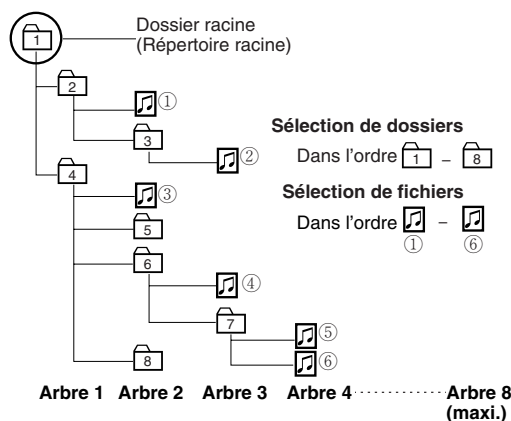 1
Dossier racine
(Répertoire racine)
2
①
3
②
Sélection de dossiers
Dans l'ordre 1 – 8
4
③
Sélection de fichiers
5
Dans l'ordre ① – ⑥
6
④
7
⑤
8
⑥
Arbre 1 Arbre 2 Arbre 3 Arbre 4 Arbre 8
(maxi.)